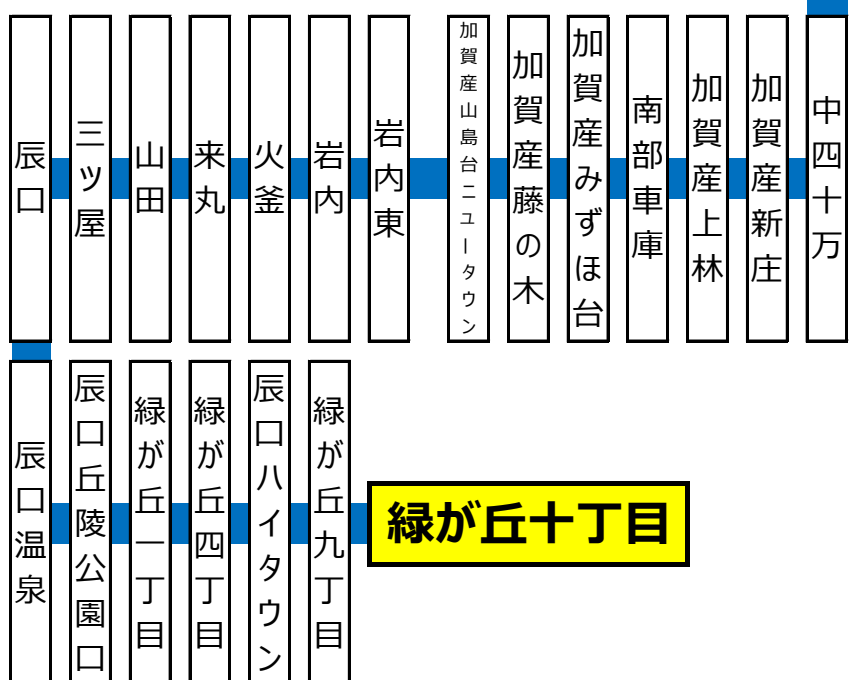 辰口
三ツ屋
山田
来丸
火釜
岩内
岩内東
加賀産山島台ニュータウン
加賀産藤の木
加賀産みずほ台
南部車庫
加賀産上林
加賀産新庄
中四十万
辰口温泉
辰口丘陵公園口
緑が丘一丁目
緑が丘四丁目
辰口ハイタウン
緑が丘九丁目
緑が丘十丁目